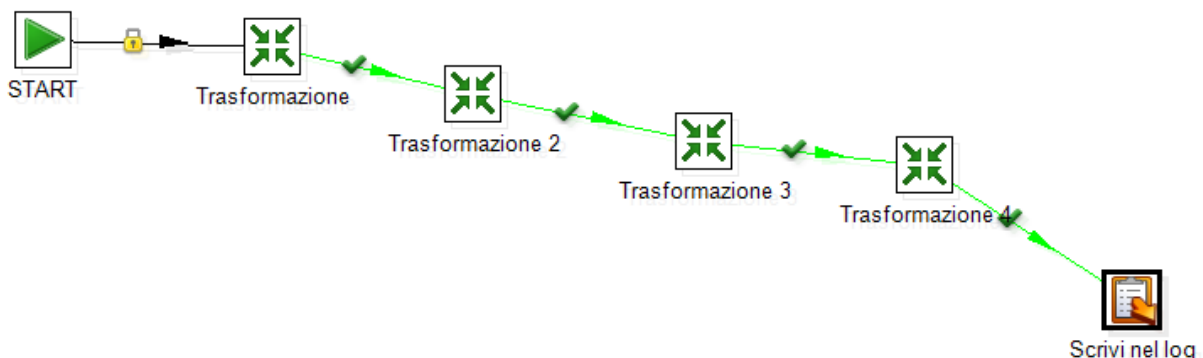 START
Trasformazione
Trasformazione 2
Trasformazione 3
Trasformazione 4
Scrivi nel log